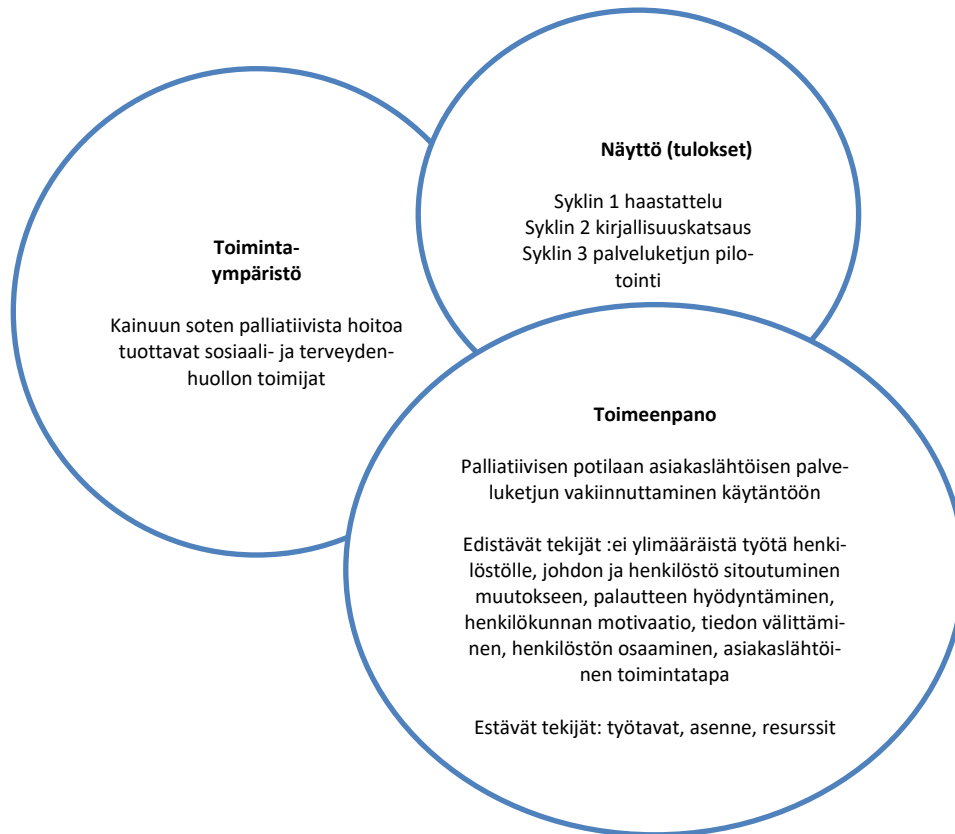 Näyttö (tulokset)
Syklin 1 haastattelu
Syklin 2 kirjallisuuskatsaus
Syklin 3 palveluketjun pilo-
tointi
Toiminta-
ympäristö
Kainuun soten palliatiivista hoitoa
tuottavat sosiaali- ja terveyden-
huollon toimijat
Toimeenpano
Palliatiivisen potilaan asiakaslähtöisen palve-
luketjun vakiinnuttaminen käytäntöön
Edistävät tekijät :ei ylimääräistä työtä henki-
löstölle, johdon ja henkilöstö sitoutuminen
muutokseen, palautteen hyödyntäminen,
henkilökunnan motivaatio, tiedon välittämi-
nen, henkilöstön osaaminen, asiakaslähtöi-
nen toimintatapa
Estävät tekijät: työtavat, asenne, resurssit